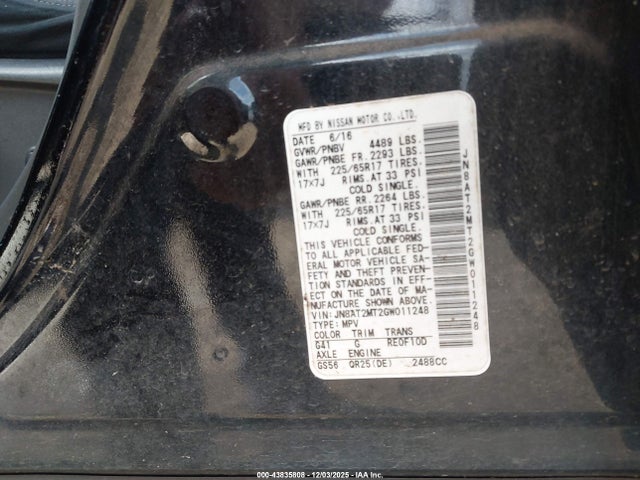 MFD BY NISSAN MOTOR CO.,LTD.
DATE 6/16
GVWR/PNBV 4489 LBS.
GAWR/PNBE FR. 2293 LBS.
WITH 225/65R17 TIRES.
17X7J RIMS.AT 33 PSI
COLD SINGLE.
GAWR/PNBE RR. 2264 LBS.
WITH 225/65R17 TIRES.
17X7J RIMS.AT 33 PSI
COLD SINGLE.
THIS VEHICLE CONFORMS
TO ALL APPLICABLE FED-
ERAL MOTOR VEHICLE SA-
FETY AND THEFT PREVEN-
TION STANDARDS IN EFF-
ECT ON THE DATE OF MA-
NUFACTURE SHOWN ABOVE.
VIN: JN8AT2MT2GW011248
TYPE: MPV
COLOR TRIM TRANS
G41 G RE0F10D
AXLE ENGINE
GS56 QR25(DE) 2488CC
JN8AT2MT2GW011248
000-43835808 - 12/03/2025 - IAA Inc.